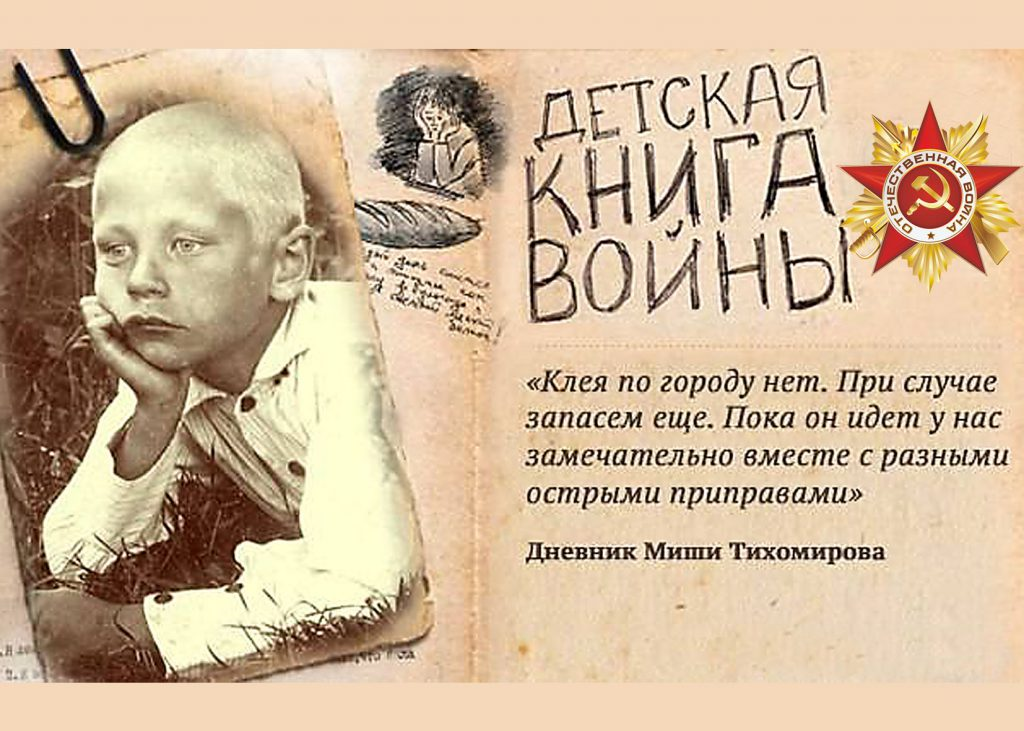 ДЕТСКАЯ
КНИГА
ВОЙНЫ
ОТЕЧЕСТВЕННАЯ ВОЙНА
«Клея по городу нет. При случае
запасем еще. Пока он идет у нас
замечательно вместе с разными
острыми приправами»
Дневник Миши Тихомирова